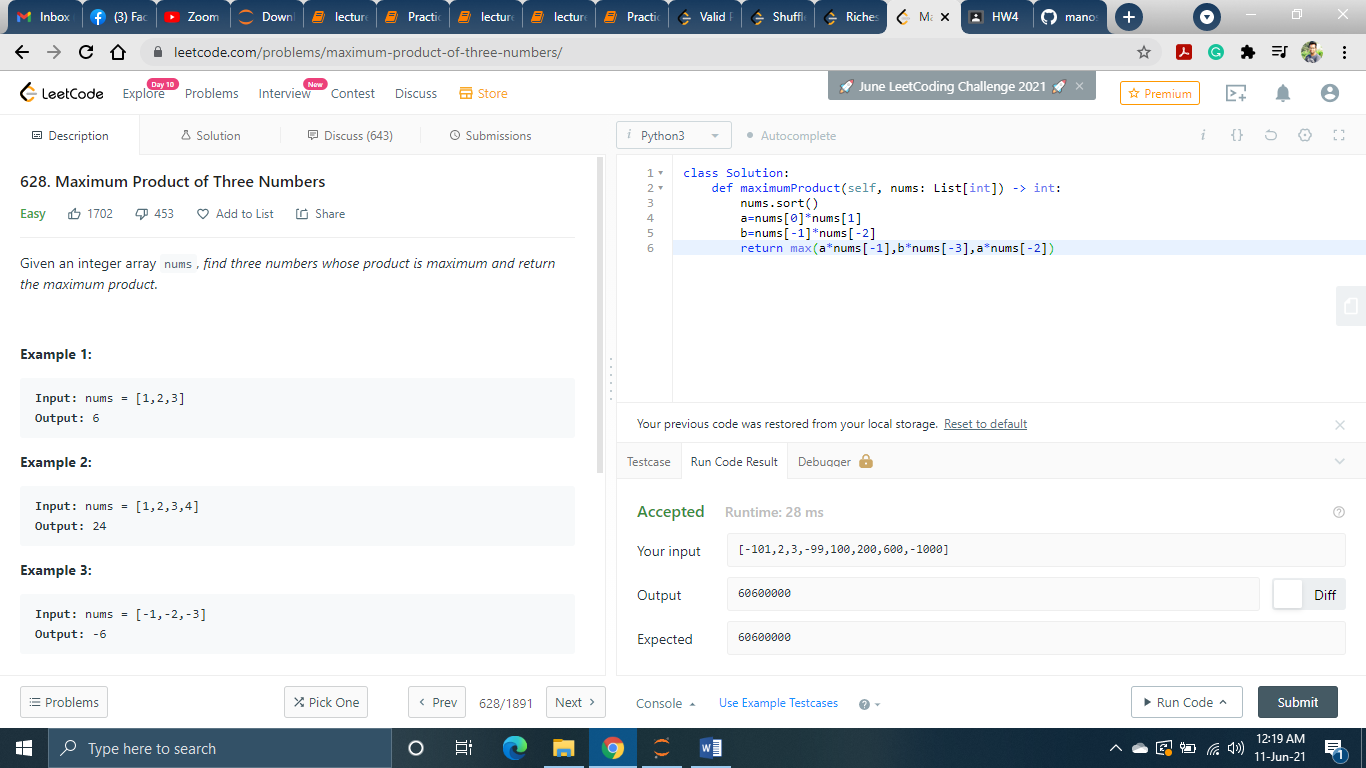 Inbox (3) Fac Zoom Downl lecture Practic lecture lecture Practic Valid P Shuffl Riches Ma HW4 mano
leetcode.com/problems/maximum-product-of-three-numbers/
LeetCode Explore Day 10 Problems Interview New Contest Discuss Store June LeetCoding Challenge 2021 × Premium
Description Solution Discuss (643) Submissions
i Python3 Autocomplete i {}
628. Maximum Product of Three Numbers
Easy 1702 453 Add to List Share
Given an integer array nums, find three numbers whose product is maximum and return
the maximum product.
Example 1:
Input: nums = [1,2,3]
Output: 6
Example 2:
Input: nums = [1,2,3,4]
Output: 24
Example 3:
Input: nums = [-1,-2,-3]
Output: -6
1 class Solution:
2 def maximumProduct(self, nums: List[int]) -> int:
3 nums.sort()
4 a=nums[0]*nums[1]
5 b=nums[-1]*nums[-2]
6 return max(a*nums[-1],b*nums[-3],a*nums[-2])
Your previous code was restored from your local storage. Reset to default
Testcase Run Code Result Debugger
Accepted Runtime: 28 ms
Your input [-101,2,3,-99,100,200,600,-1000]
Output 60600000 Diff
Expected 60600000
Problems Pick One Prev 628/1891 Next Console Use Example Testcases Run Code Submit
Type here to search
12:19 AM
11-Jun-21
1